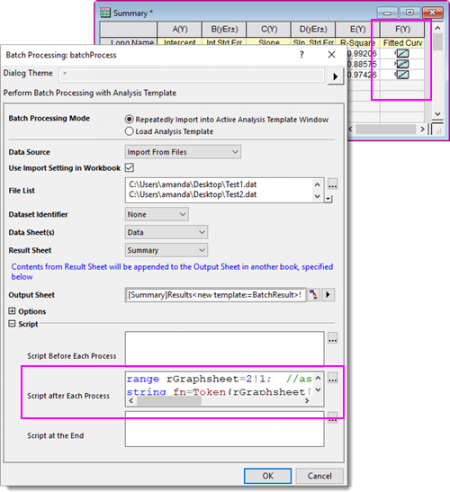 Summary *
A(Y) B(yEr±) C(Y) D(yEr±) E(Y) F(Y)
Long Name Intercept Int.Std.Err Slope Slp. Std.Err R-Square Fitted Curv
0.99206
0.88575
0.97426
Batch Processing: batchProcess ? ×
Dialog Theme *
Perform Batch Processing with Analysis Template
Batch Processing Mode Repeatedly Import into Active Analysis Template Window
Load Analysis Template
Data Source Import From Files
Use Import Setting in Workbook
File List C:\Users\amanda\Desktop\Test1.dat
C:\Users\amanda\Desktop\Test2.dat
Dataset Identifier None
Data Sheet(s) Data
Result Sheet Summary
Contents from Result Sheet will be appended to the Output Sheet in another book, specified
below
Output Sheet [Summary]Results<new template:=BatchResult>!
Options
Script
Script Before Each Process
Script after Each Process range rGraphsheet=2!1; //as
string fn=Token(rGraphsheet[
Script at the End
OK Cancel